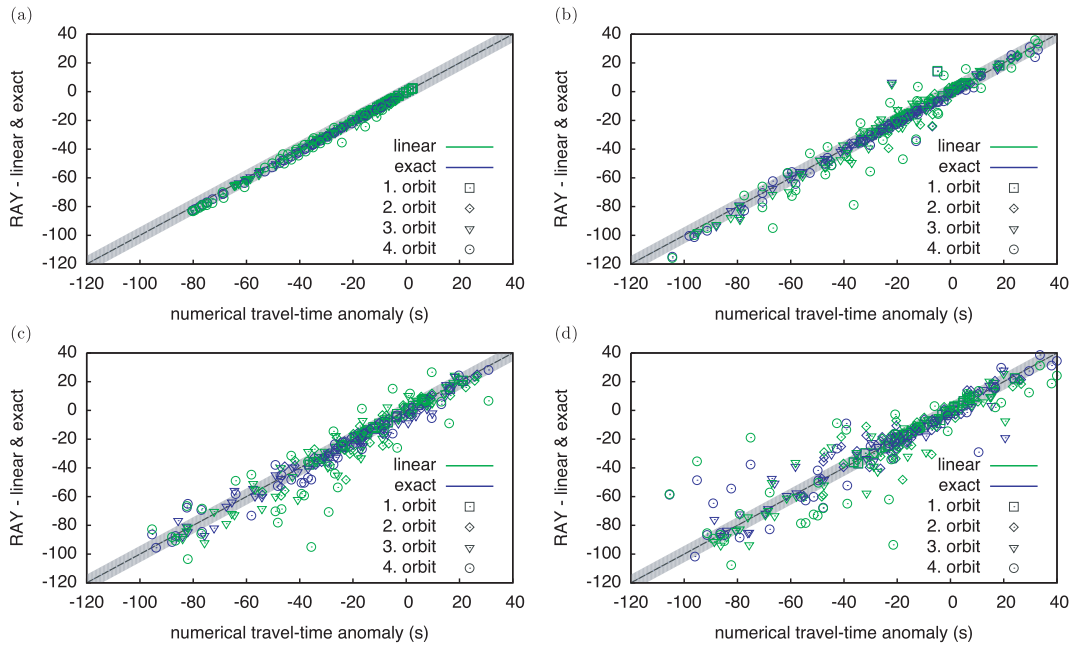 (a)
40
20
0
-20
-40
-60
-80
-100
-120
RAY - linear & exact
linear
exact
1. orbit
2. orbit
3. orbit
4. orbit
-120 -100 -80 -60 -40 -20 0 20 40
numerical travel-time anomaly (s)
(b)
40
20
0
-20
-40
-60
-80
-100
-120
RAY - linear & exact
linear
exact
1. orbit
2. orbit
3. orbit
4. orbit
-120 -100 -80 -60 -40 -20 0 20 40
numerical travel-time anomaly (s)
(c)
40
20
0
-20
-40
-60
-80
-100
-120
RAY - linear & exact
linear
exact
1. orbit
2. orbit
3. orbit
4. orbit
-120 -100 -80 -60 -40 -20 0 20 40
numerical travel-time anomaly (s)
(d)
40
20
0
-20
-40
-60
-80
-100
-120
RAY - linear & exact
linear
exact
1. orbit
2. orbit
3. orbit
4. orbit
-120 -100 -80 -60 -40 -20 0 20 40
numerical travel-time anomaly (s)